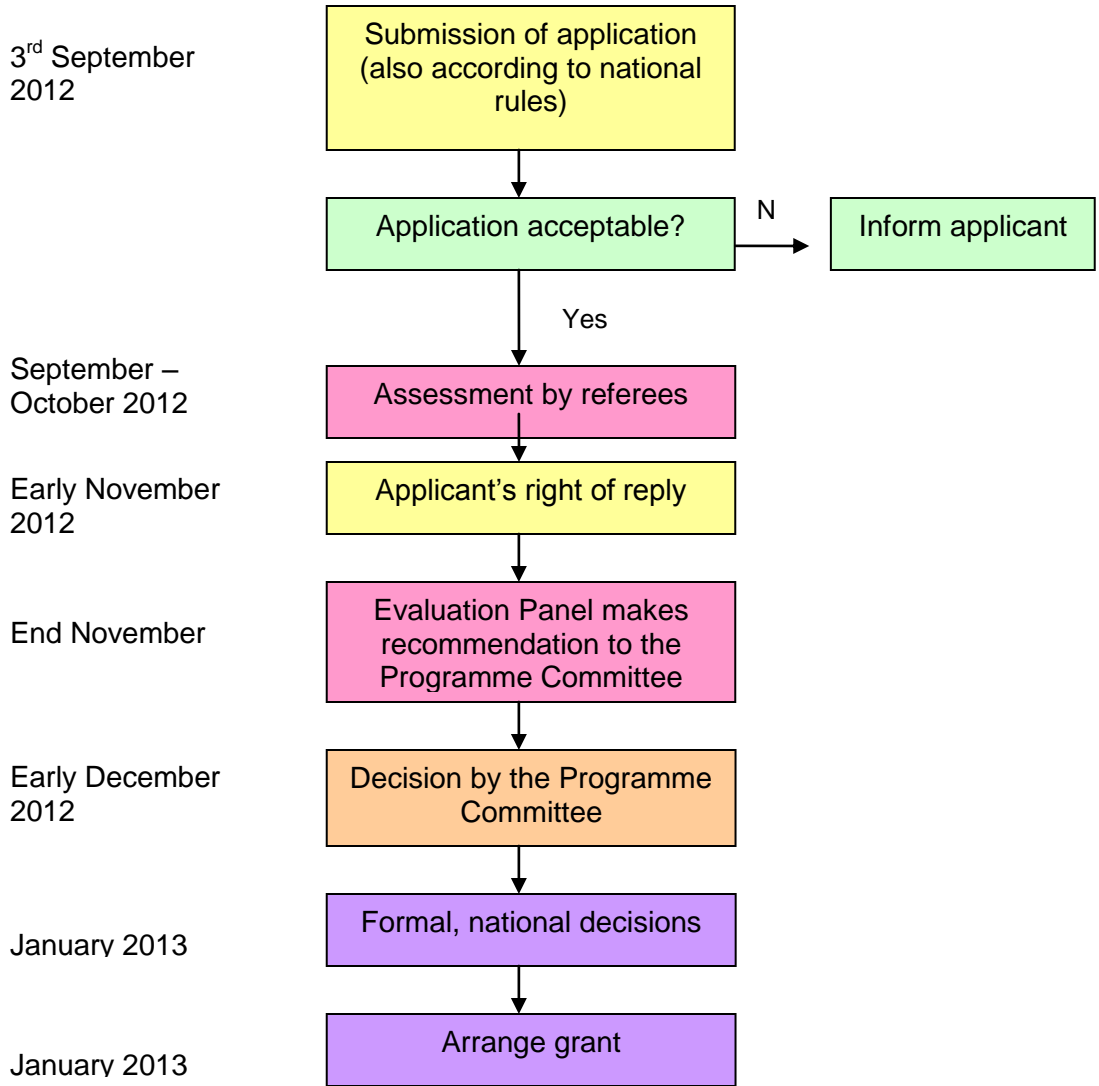 3rd September
2012
Submission of application
(also according to national
rules)
Application acceptable?
N
Inform applicant
Yes
September –
October 2012
Assessment by referees
Early November
2012
Applicant’s right of reply
End November
Evaluation Panel makes
recommendation to the
Programme Committee
Early December
2012
Decision by the Programme
Committee
January 2013
Formal, national decisions
January 2013
Arrange grant